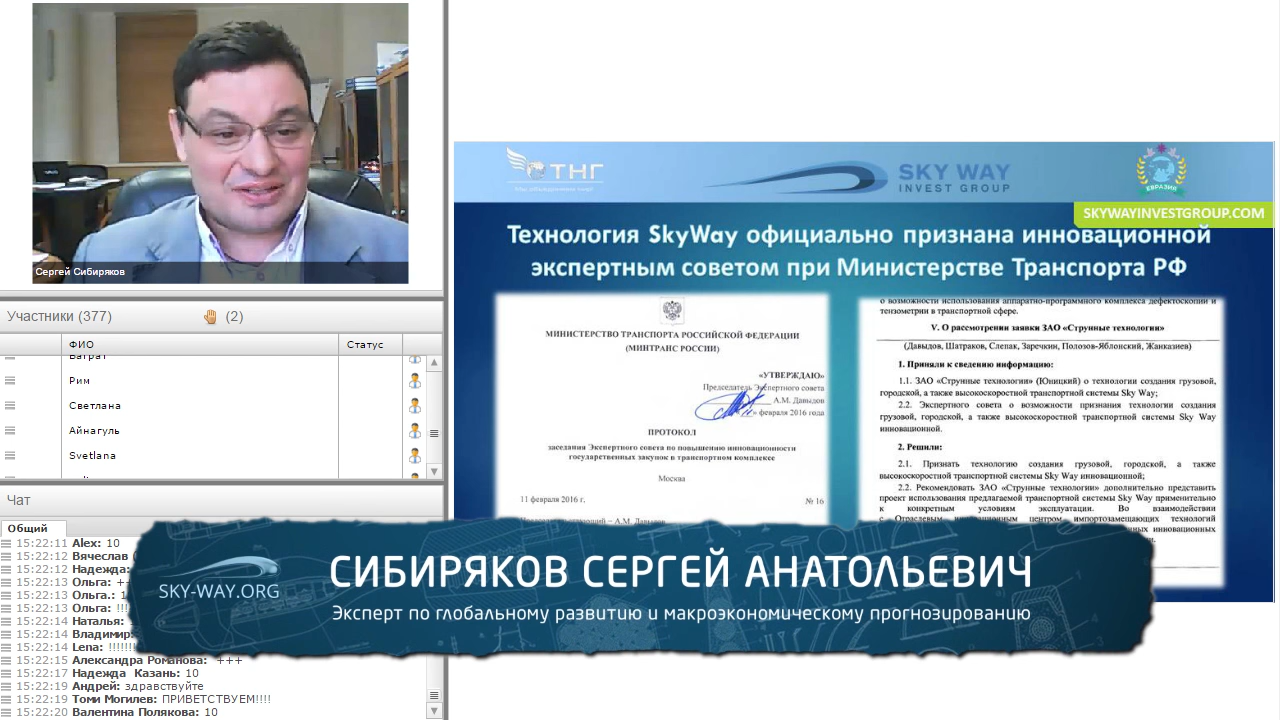 Сергей Сибиряков
Участники (377)
(2)
ФИО
Статус
Батрат
Рим
Светлана
Айнагуль
Svetlana
Чат
Общий
15:22:11 Alex: 10
15:22:12 Вячеслав (
15:22:12 Надежда:
15:22:13 Ольга: ++
15:22:13 Ольга.: 1
15:22:13 Ольга: !!!
15:22:14 Наталья:
15:22:14 Владимир:
15:22:14 Lena: !!!!!!!!
15:22:15 Александра Романова: +++
15:22:17 Надежда Казань: 10
15:22:19 Андрей: здравствуйте
15:22:19 Томи Могилев: ПРИВЕТСТВУЕМ!!!!
15:22:20 Валентина Полякова: 10
ТНГ
SKY WAY
INVEST GROUP
ЕВРАЗИЯ
SKYWAYINVESTGROUP.COM
Технология SkyWay официально признана инновационной
экспертным советом при Министерстве Транспорта РФ
МИНИСТЕРСТВО ТРАНСПОРТА РОССИЙСКОЙ ФЕДЕРАЦИИ
(МИНТРАНС РОССИИ)
«УТВЕРЖДАЮ»
Председатель Экспертного совета
А.М. Давыдов
» февраля 2016 года
ПРОТОКОЛ
заседания Экспертного совета по повышению инновационности
государственных закупок в транспортном комплексе
Москва
11 февраля 2016 г.
№ 16
– А.М. Давыдов
о возможности использования аппаратно-программного комплекса дефектоскопии и
тензометрии в транспортной сфере.
V. О рассмотрении заявки ЗАО «Струнные технологии»
(Давыдов, Шатраков, Слепак, Заречкин, Полозов-Яблонский, Жанказиев)
1. Приняли к сведению информацию:
1.1. ЗАО «Струнные технологии» (Юницкий) о технологии создания грузовой,
городской, а также высокоскоростной транспортной системы Sky Way;
2.2. Экспертного совета о возможности признания технологии создания
грузовой, городской, а также высокоскоростной транспортной системы Sky Way
инновационной.
2. Решили:
2.1. Признать технологию создания грузовой, городской, а также
высокоскоростной транспортной системы Sky Way инновационной;
2.2. Рекомендовать ЗАО «Струнные технологии» дополнительно представить
проект использования предлагаемой транспортной системы Sky Way применительно
к конкретным условиям эксплуатации. Во взаимодействии
с Отраслевым центром импортозамещающих технологий
инновационных
SKY-WAY.ORG
СИБИРЯКОВ СЕРГЕЙ АНАТОЛЬЕВИЧ
Эксперт по глобальному развитию и макроэкономическому прогнозированию